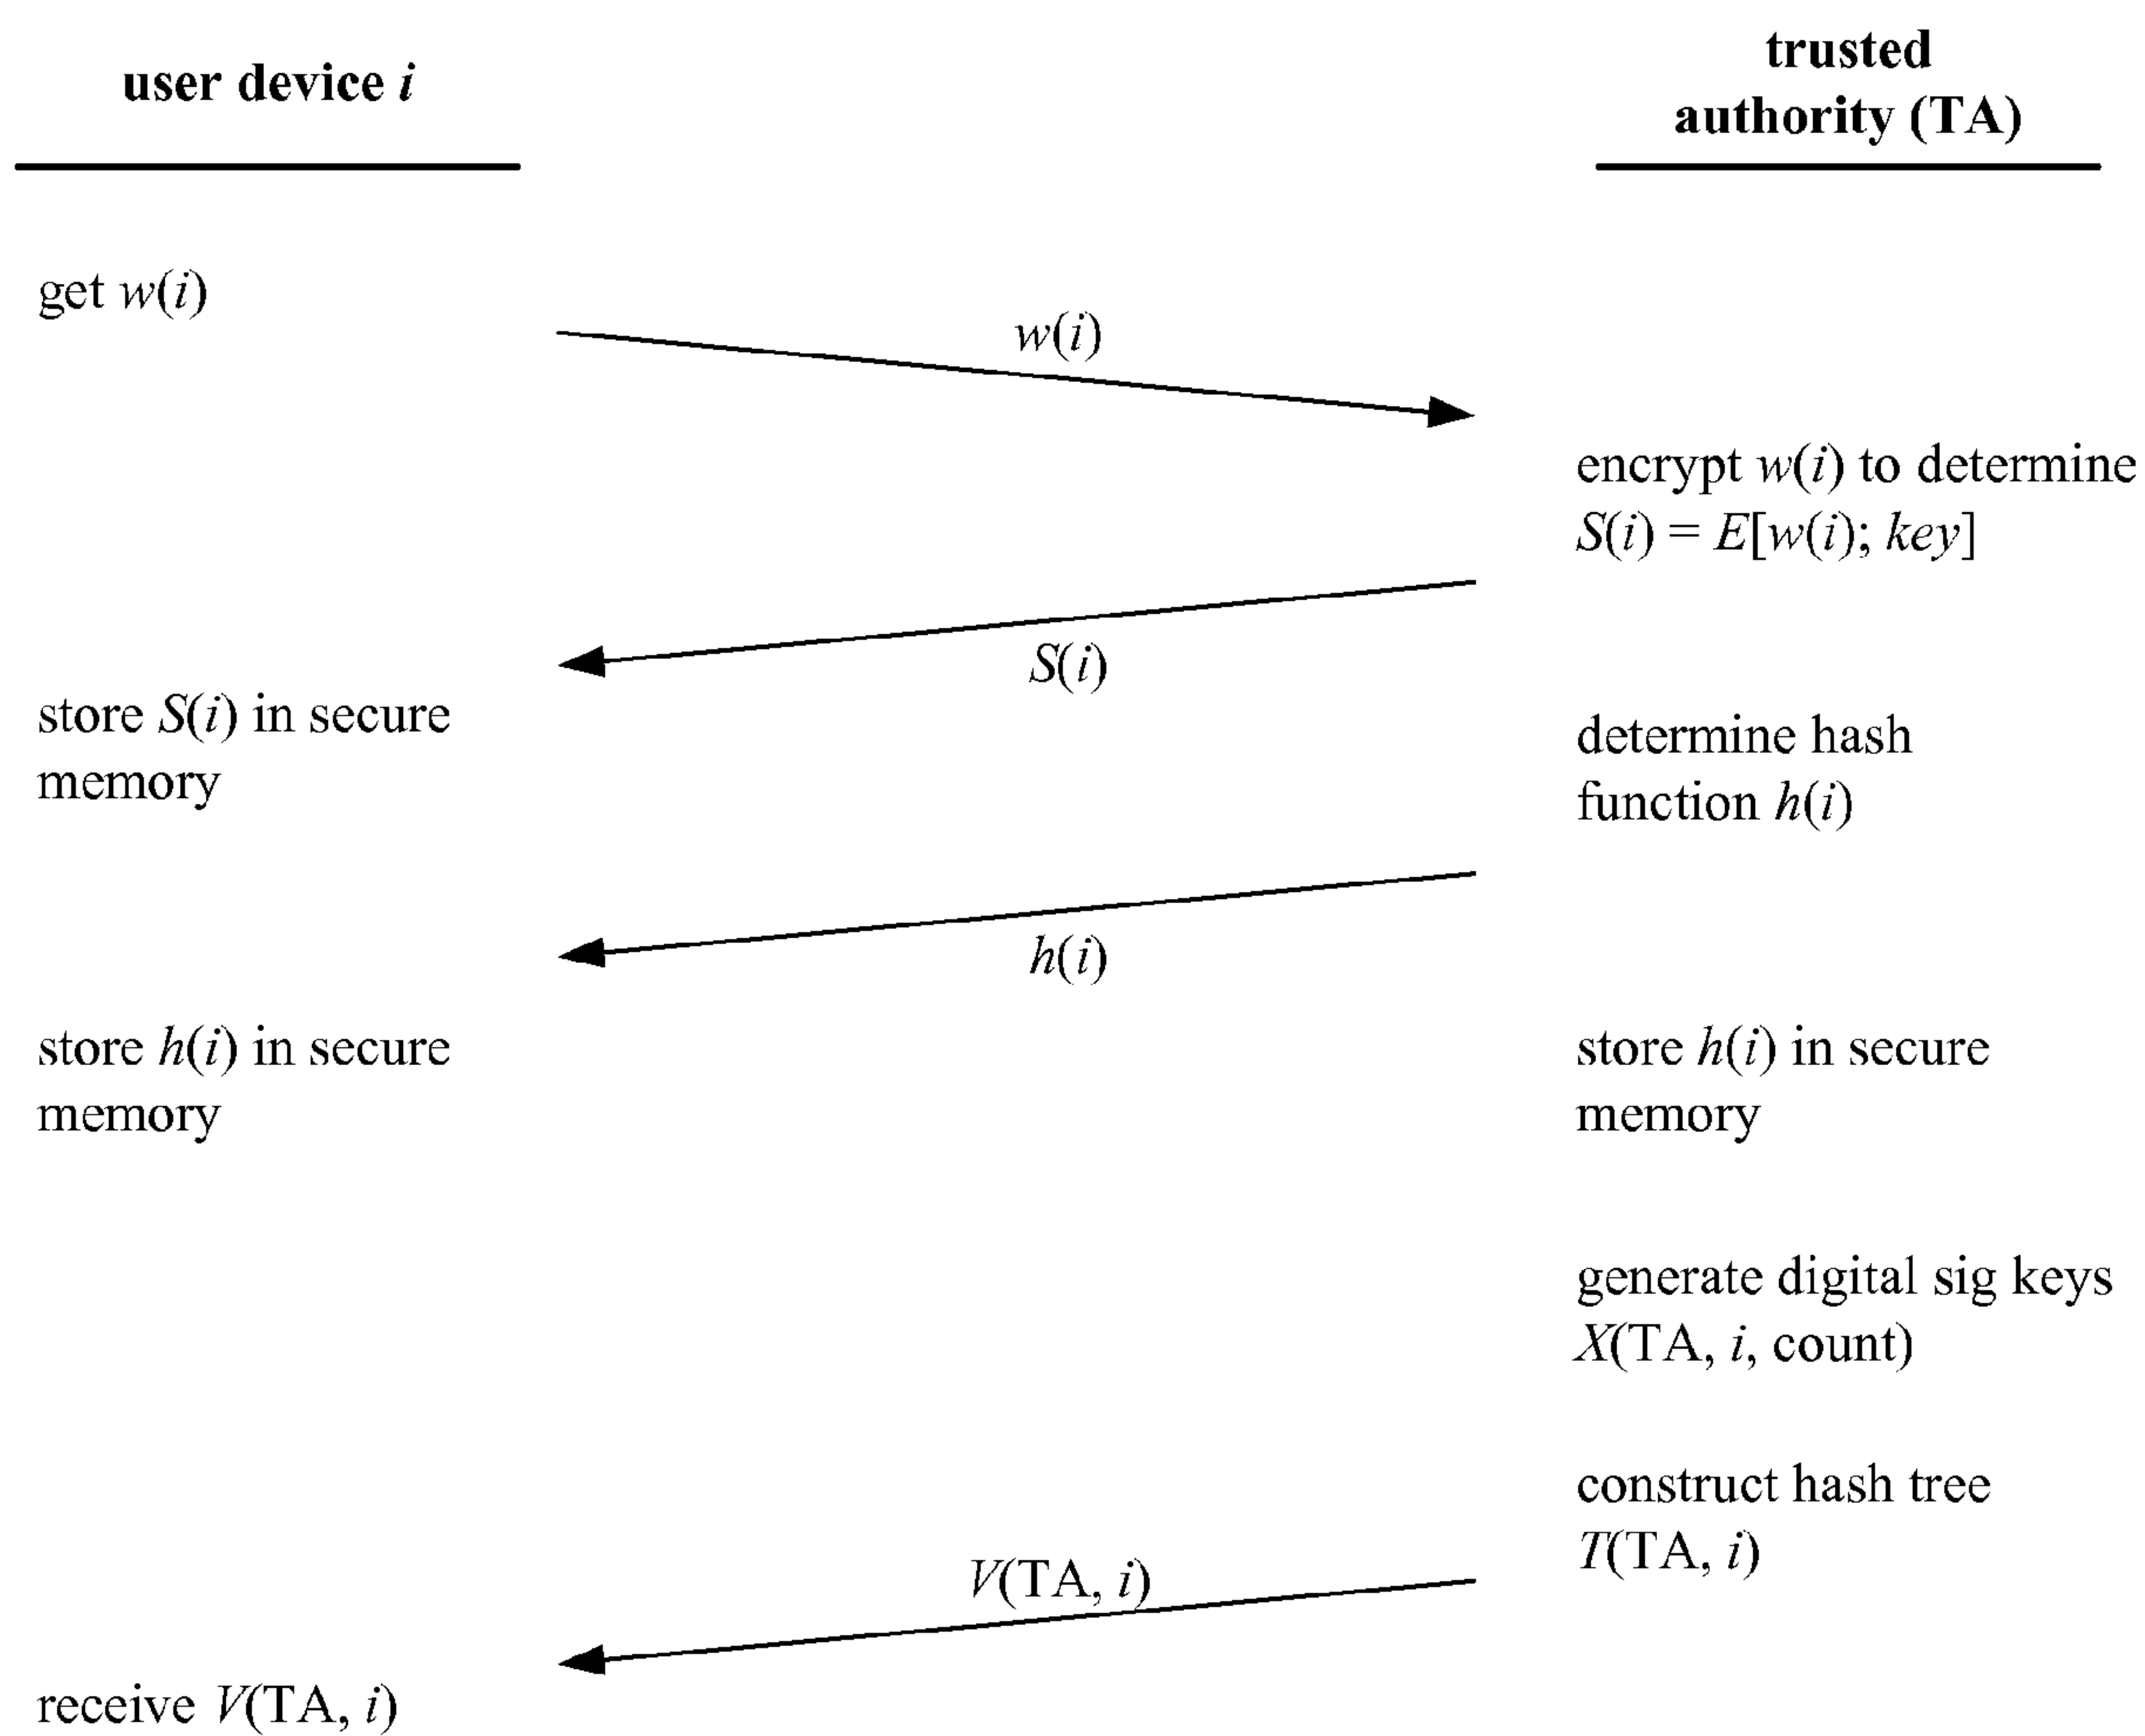 user device i
trusted
authority (TA)
get w(i)
w(i)
encrypt w(i) to determine
S(i) = E[w(i); key]
S(i)
store S(i) in secure
memory
determine hash
function h(i)
h(i)
store h(i) in secure
memory
store h(i) in secure
memory
generate digital sig keys
X(TA, i, count)
construct hash tree
T(TA, i)
V(TA, i)
receive V(TA, i)